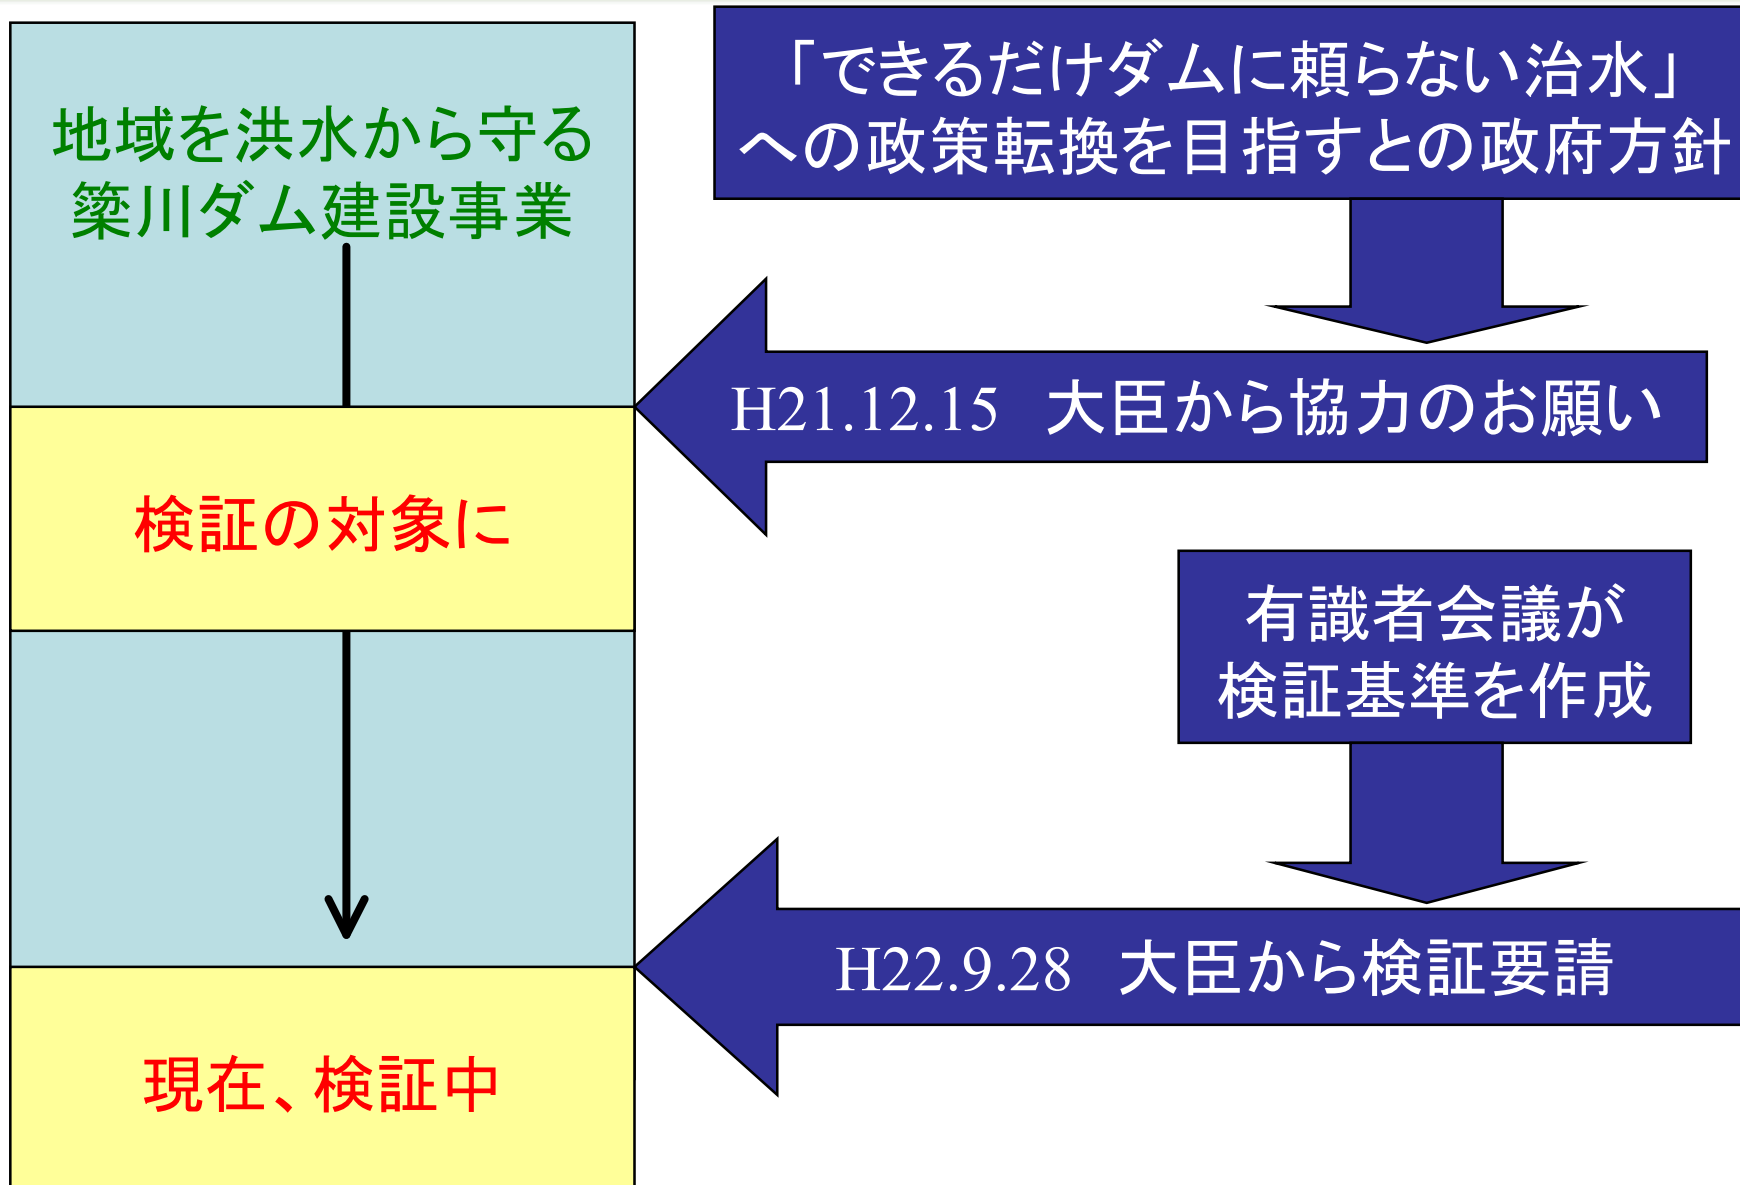 地域を洪水から守る
簗川ダム建設事業
「できるだけダムに頼らない治水」
への政策転換を目指すとの政府方針
H21.12.15　大臣から協力のお願い
検証の対象に
有識者会議が
検証基準を作成
H22.9.28　大臣から検証要請
現在、検証中